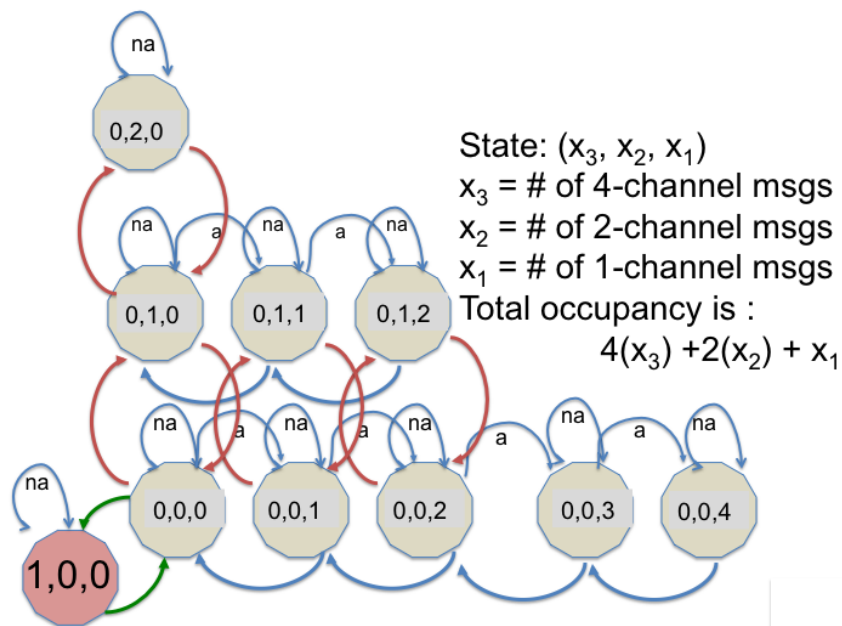 na
0,2,0
State: (x₃, x₂, x₁)
x₃ = # of 4-channel msgs
x₂ = # of 2-channel msgs
x₁ = # of 1-channel msgs
Total occupancy is :
4(x₃) +2(x₂) + x₁
na a na a na
0,1,0 0,1,1 0,1,2
na a na a na a na a na
0,0,0 0,0,1 0,0,2 0,0,3 0,0,4
na
1,0,0